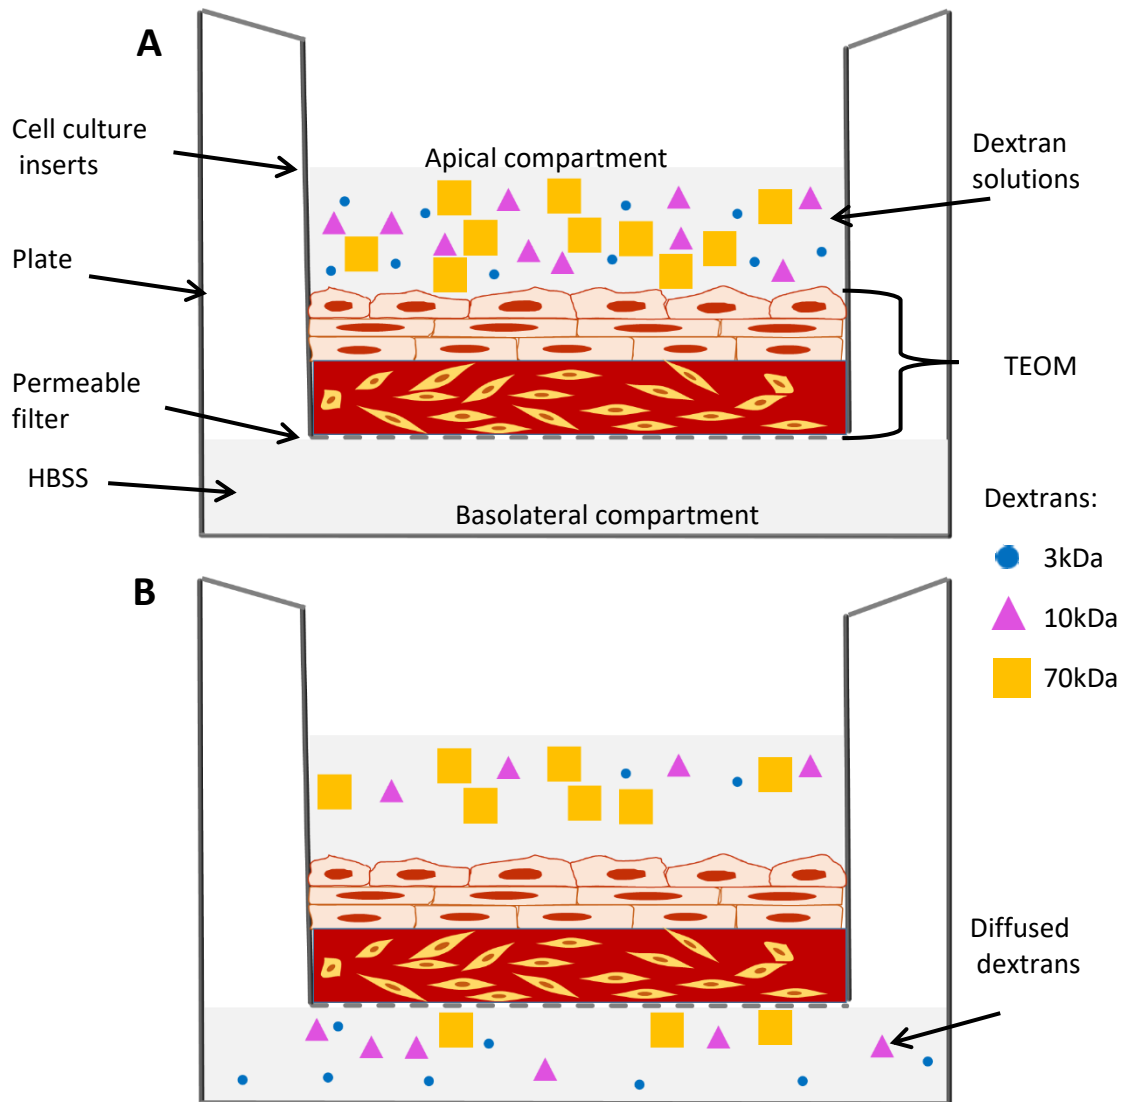 A
Cell culture
inserts
Apical compartment
Dextran
solutions
Plate
TEOM
Permeable
filter
HBSS
Basolateral compartment
Dextrans:
3kDa
10kDa
70kDa
B
Diffused
dextrans